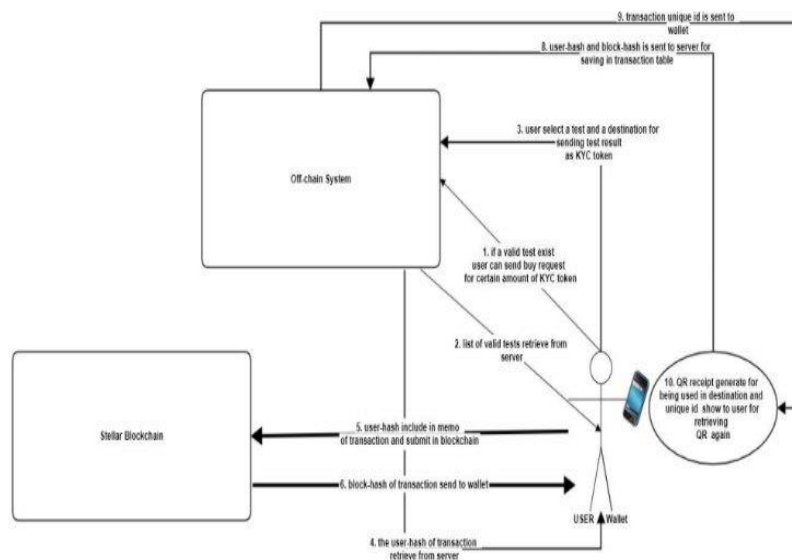 9. transaction unique id is sent to
wallet
8. user-hash and block-hash is sent to server for
saving in transaction table
3. user select a test and a destination for
sending test result
as KYC token
Off-chain System
1. if a valid test exist
user can send buy request
for certain amount of KYC token
2. list of valid tests retrieve from
server
10. QR receipt generate for
being used in destination and
unique id show to user for
retrieving
QR again
Stellar Blockchain
5. user-hash include in memo
of transaction and submit in blockchain
6. block-hash of transaction send to wallet
USER Wallet
4. the user-hash of transaction
retrieve from server